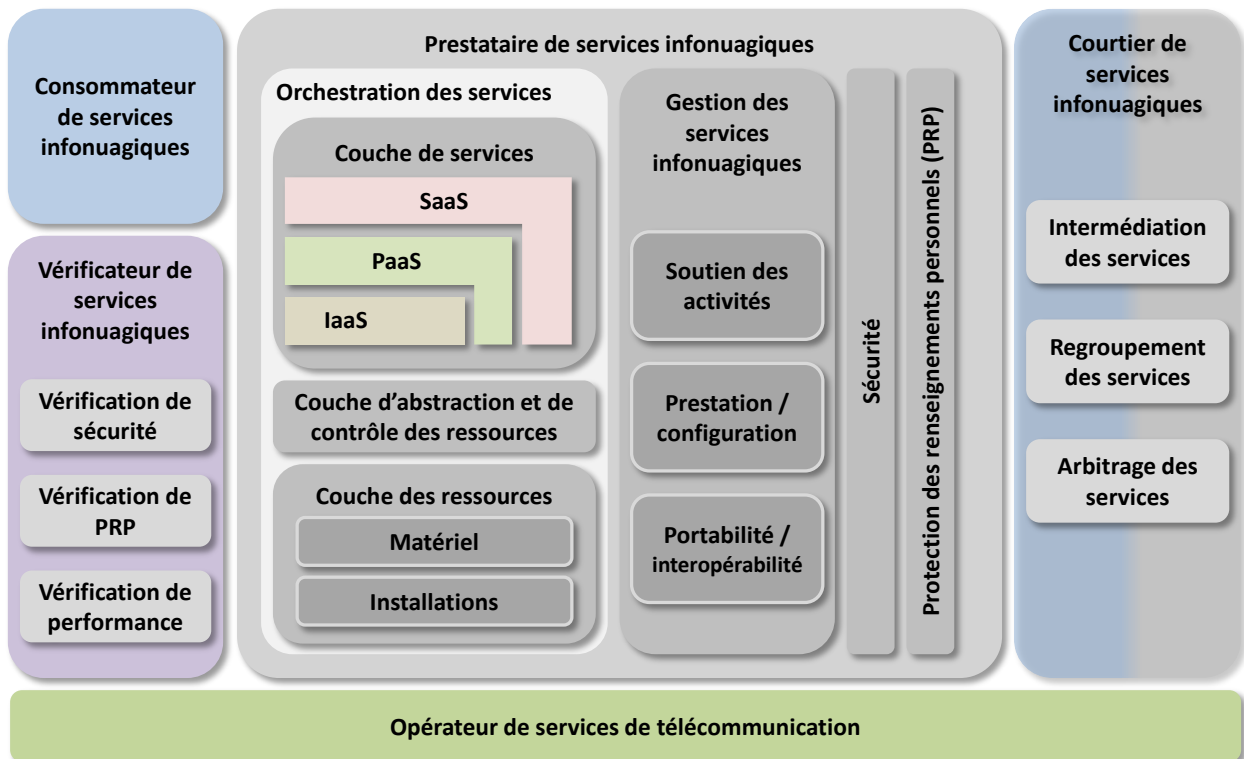 Consommateur
de services
infonuagiques
Vérificateur de
services
infonuagiques
Vérification de
sécurité
Vérification de
PRP
Vérification de
performance
Prestataire de services infonuagiques
Orchestration des services
Couche de services
SaaS
PaaS
IaaS
Couche d'abstraction et de
contrôle des ressources
Couche des ressources
Matériel
Installations
Gestion des
services
infonuagiques
Soutien des
activités
Prestation /
configuration
Portabilité /
interopérabilité
Sécurité
Protection des renseignements personnels (PRP)
Courtier de
services
infonuagiques
Intermédiation
des services
Regroupement
des services
Arbitrage des
services
Opérateur de services de télécommunication